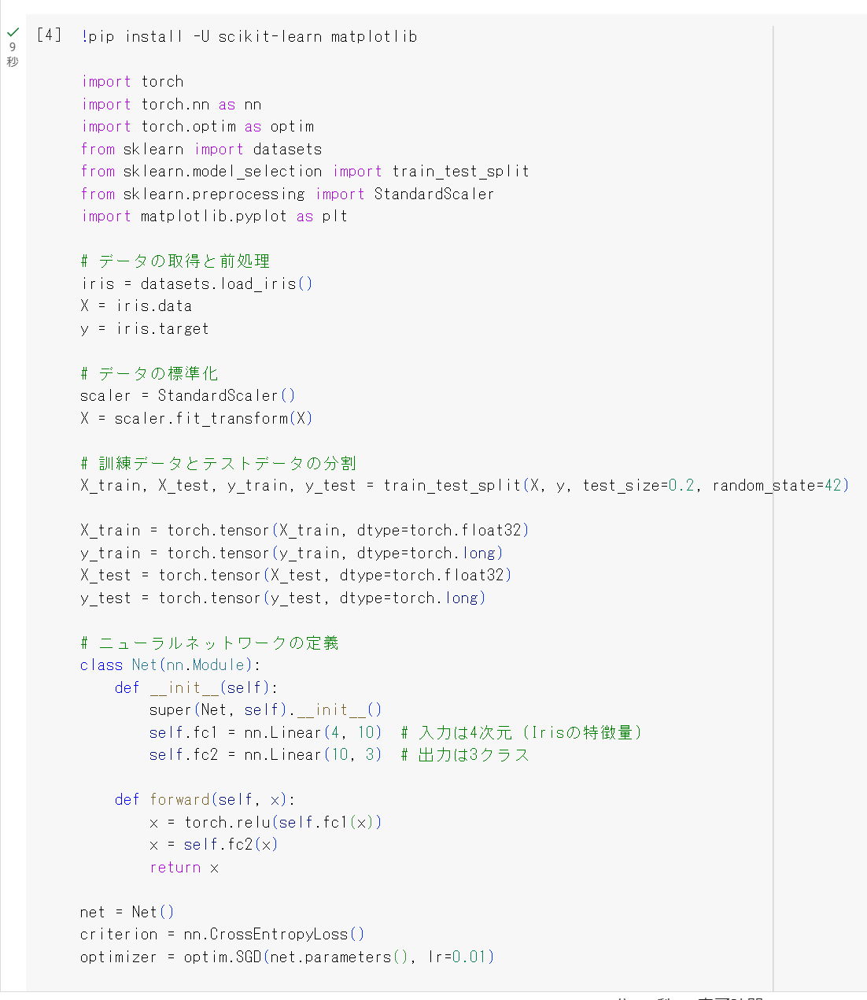 [4] !pip install -U scikit-learn matplotlib
9
秒
import torch
import torch.nn as nn
import torch.optim as optim
from sklearn import datasets
from sklearn.model_selection import train_test_split
from sklearn.preprocessing import StandardScaler
import matplotlib.pyplot as plt
# データの取得と前処理
iris = datasets.load_iris()
X = iris.data
y = iris.target
# データの標準化
scaler = StandardScaler()
X = scaler.fit_transform(X)
# 訓練データとテストデータの分割
X_train, X_test, y_train, y_test = train_test_split(X, y, test_size=0.2, random_state=42)
X_train = torch.tensor(X_train, dtype=torch.float32)
y_train = torch.tensor(y_train, dtype=torch.long)
X_test = torch.tensor(X_test, dtype=torch.float32)
y_test = torch.tensor(y_test, dtype=torch.long)
# ニューラルネットワークの定義
class Net(nn.Module):
    def __init__(self):
        super(Net, self).__init__()
        self.fc1 = nn.Linear(4, 10)  # 入力は4次元（Irisの特徴量）
        self.fc2 = nn.Linear(10, 3)  # 出力は3クラス
    def forward(self, x):
        x = torch.relu(self.fc1(x))
        x = self.fc2(x)
        return x
net = Net()
criterion = nn.CrossEntropyLoss()
optimizer = optim.SGD(net.parameters(), lr=0.01)